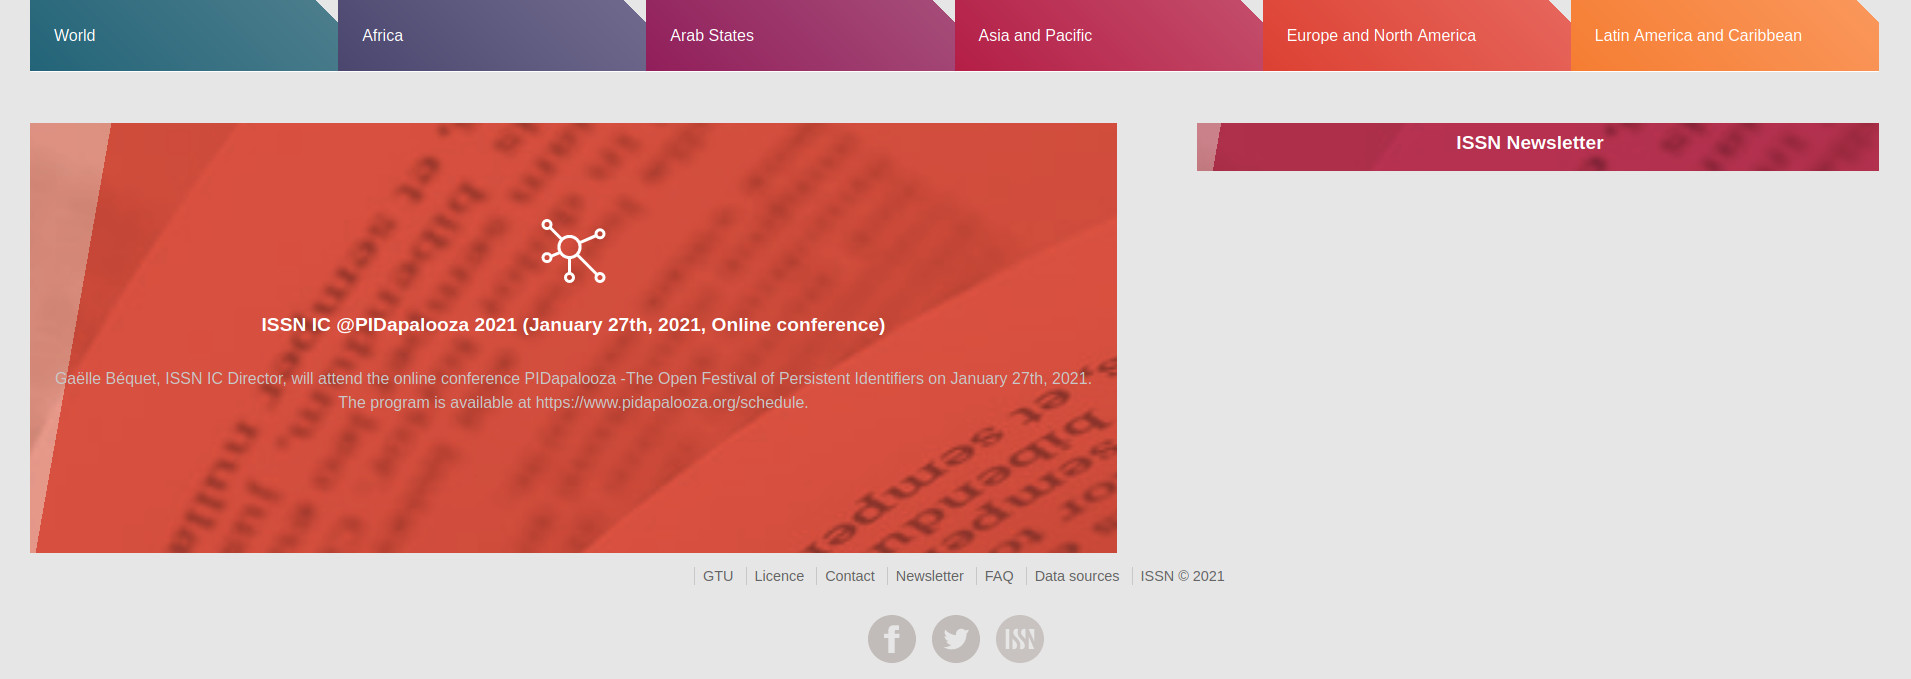 World
Africa
Arab States
Asia and Pacific
Europe and North America
Latin America and Caribbean
ISSN Newsletter
ISSN IC @PIDapalooza 2021 (January 27th, 2021, Online conference)
Gaëlle Béquet, ISSN IC Director, will attend the online conference PIDapalooza -The Open Festival of Persistent Identifiers on January 27th, 2021.
The program is available at https://www.pidapalooza.org/schedule.
GTU
Licence
Contact
Newsletter
FAQ
Data sources
ISSN © 2021
ISSN